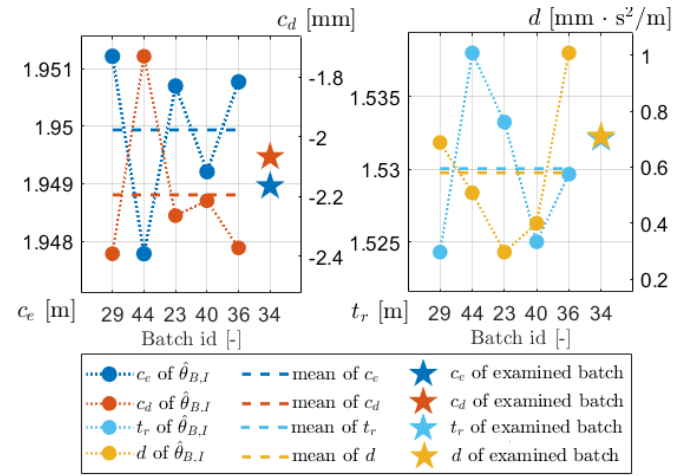 c_d [mm]
d [mm · s²/m]
1.951
1.95
1.949
1.948
-1.8
-2
-2.2
-2.4
1.535
1.53
1.525
1
0.8
0.6
0.4
0.2
c_e [m]
29 44 23 40 36 34
Batch id [-]
t_r [m]
29 44 23 40 36 34
Batch id [-]
c_e of θ̂_{B,I} mean of c_e c_e of examined batch
c_d of θ̂_{B,I} mean of c_d c_d of examined batch
t_r of θ̂_{B,I} mean of t_r t_r of examined batch
d of θ̂_{B,I} mean of d d of examined batch